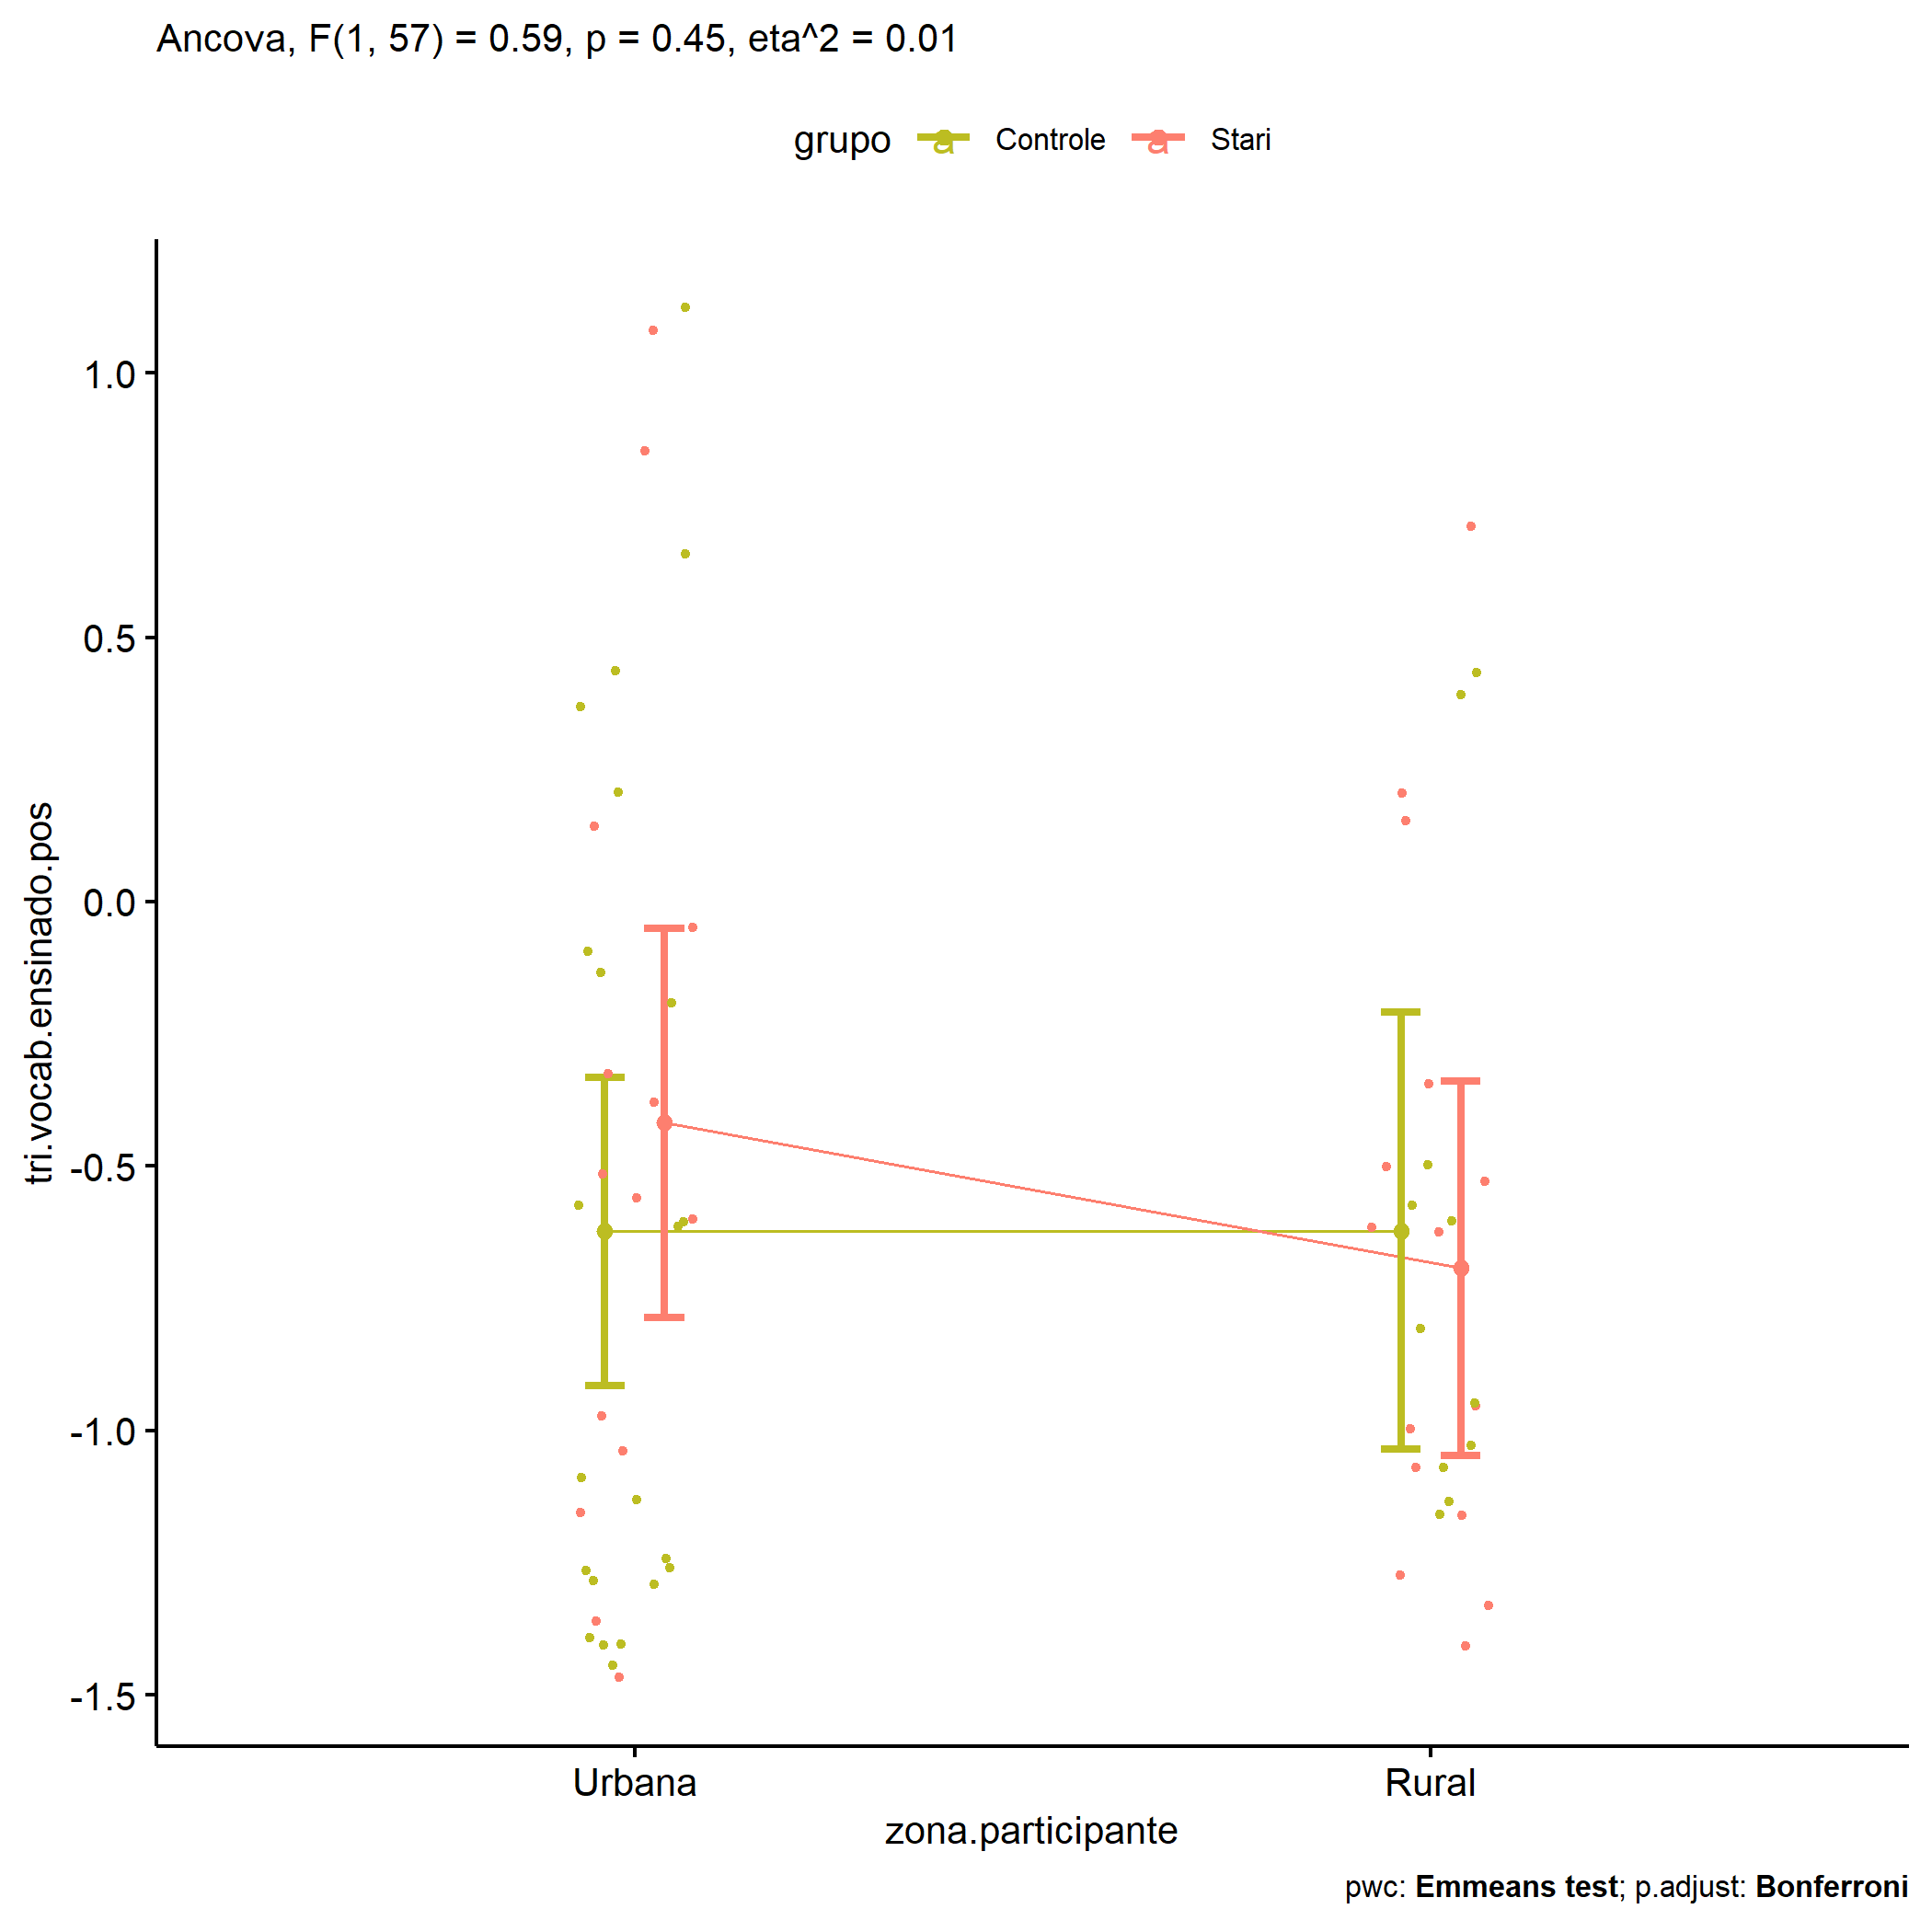 Ancova, F(1, 57) = 0.59, p = 0.45, eta^2 = 0.01
grupo a Controle a Stari
tri.vocab.ensinado.pos
1.0
0.5
0.0
-0.5
-1.0
-1.5
Urbana Rural
zona.participante
pwc: Emmeans test; p.adjust: Bonferroni